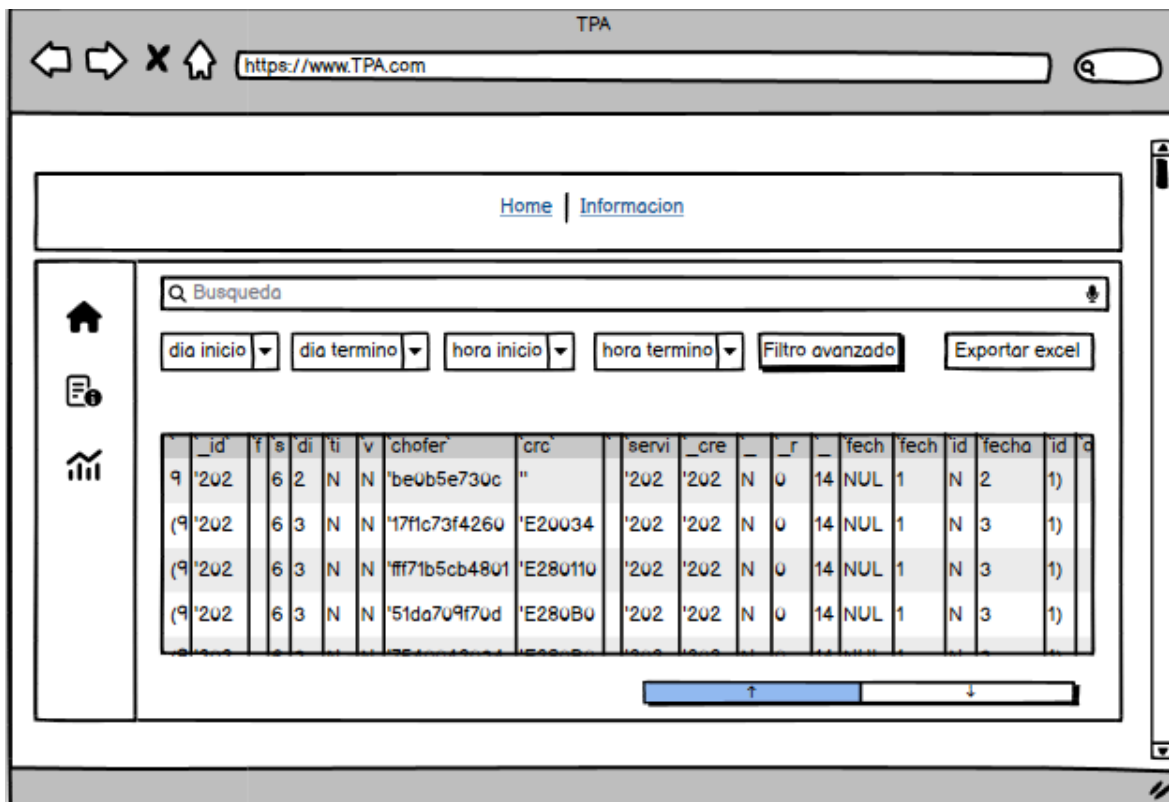 TPA
https://www.TPA.com
Home | Informacion
Busqueda
dia inicio dia termino hora inicio hora termino Filtro avanzado Exportar excel
` `_id` `f `s `di `ti `v `chofer` `crc` ` `servi `_cre `_ `_r `_ `fech `fech `id `fecha `id `o
9 '202 6 2 N N 'be0b5e730c '' '202 '202 N 0 14 NUL 1 N 2 1)
(9 '202 6 3 N N '17f1c73f4260 'E20034 '202 '202 N 0 14 NUL 1 N 3 1)
(9 '202 6 3 N N 'fff71b5cb4801 'E280110 '202 '202 N 0 14 NUL 1 N 3 1)
(9 '202 6 3 N N '51da709f70d 'E280B0 '202 '202 N 0 14 NUL 1 N 3 1)
↑ ↓